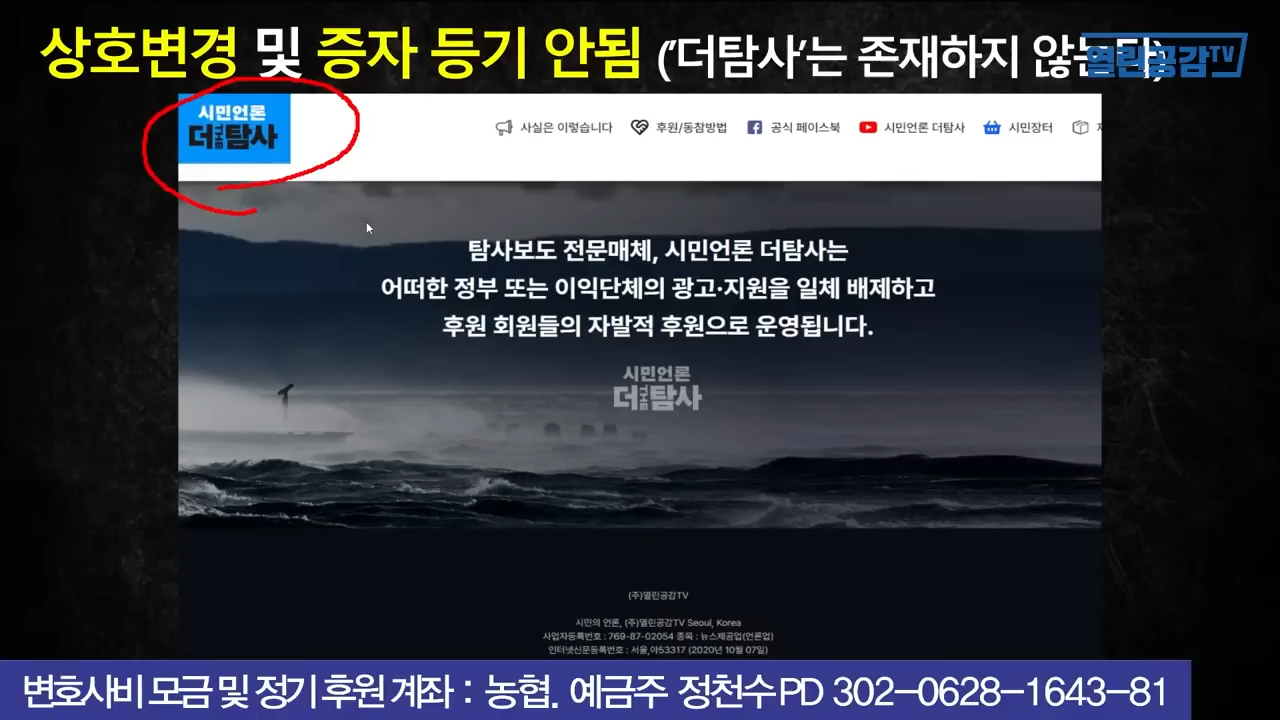 상호변경 및 증자 등기 안됨 ('더탐사'는 존재하지 않는다)
열린공감TV
시민언론
더THE탐사
사실은 이렇습니다 후원/동참방법 공식 페이스북 시민언론 더탐사 시민장터
탐사보도 전문매체, 시민언론 더탐사는
어떠한 정부 또는 이익단체의 광고·지원을 일체 배제하고
후원 회원들의 자발적 후원으로 운영됩니다.
시민언론
더THE탐사
(주)열린공감TV
시민의 언론, (주)열린공감TV Seoul, Korea
사업자등록번호 : 769-87-02054 종목 : 뉴스제공업(언론업)
인터넷신문등록번호 : 서울,아53317 (2020년 10월 07일)
변호사비 모금 및 정기 후원 계좌 : 농협. 예금주 정천수PD 302-0628-1643-81